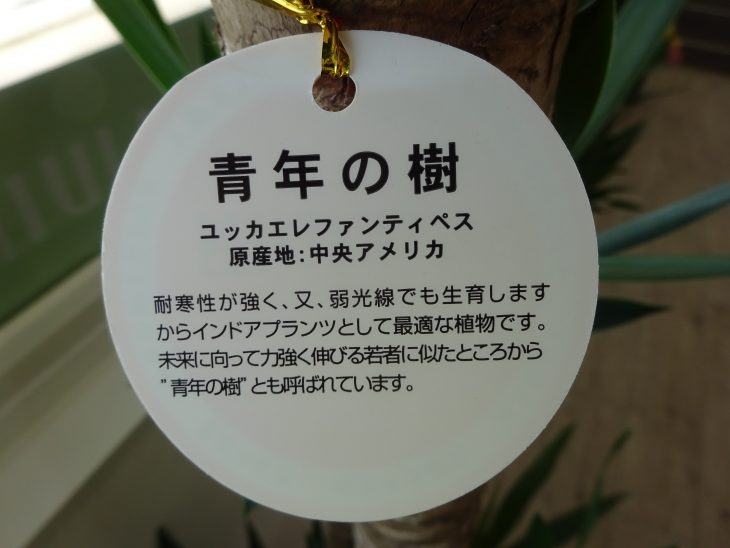 青年の樹
ユッカエレファンティペス
原産地:中央アメリカ
耐寒性が強く、又、弱光線でも生育します
からインドアプランツとして最適な植物です。
未来に向って力強く伸びる若者に似たところから
"青年の樹"とも呼ばれています。